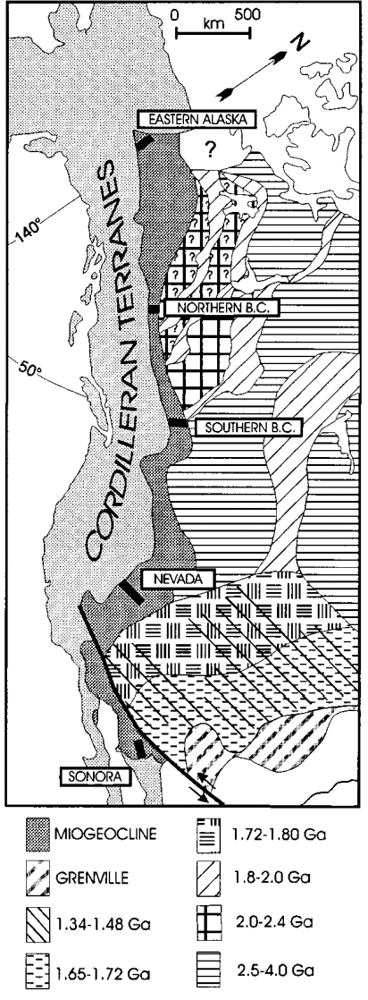 0 500
km
N
EASTERN ALASKA
?
CORDILLERAN TERRANES
140°
? ?
? ? ?
? ?
NORTHERN B.C.
50°
SOUTHERN B.C.
NEVADA
SONORA
MIOGEOCLINE
GRENVILLE
1.34-1.48 Ga
1.65-1.72 Ga
1.72-1.80 Ga
1.8-2.0 Ga
2.0-2.4 Ga
2.5-4.0 Ga